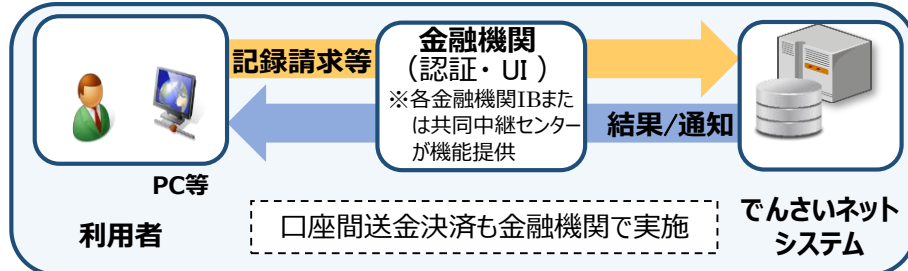 記録請求等
金融機関
（認証・UI）
※各金融機関IBまた
は共同中継センター
が機能提供
結果/通知
PC等
利用者
口座間送金決済も金融機関で実施
でんさいネット
システム